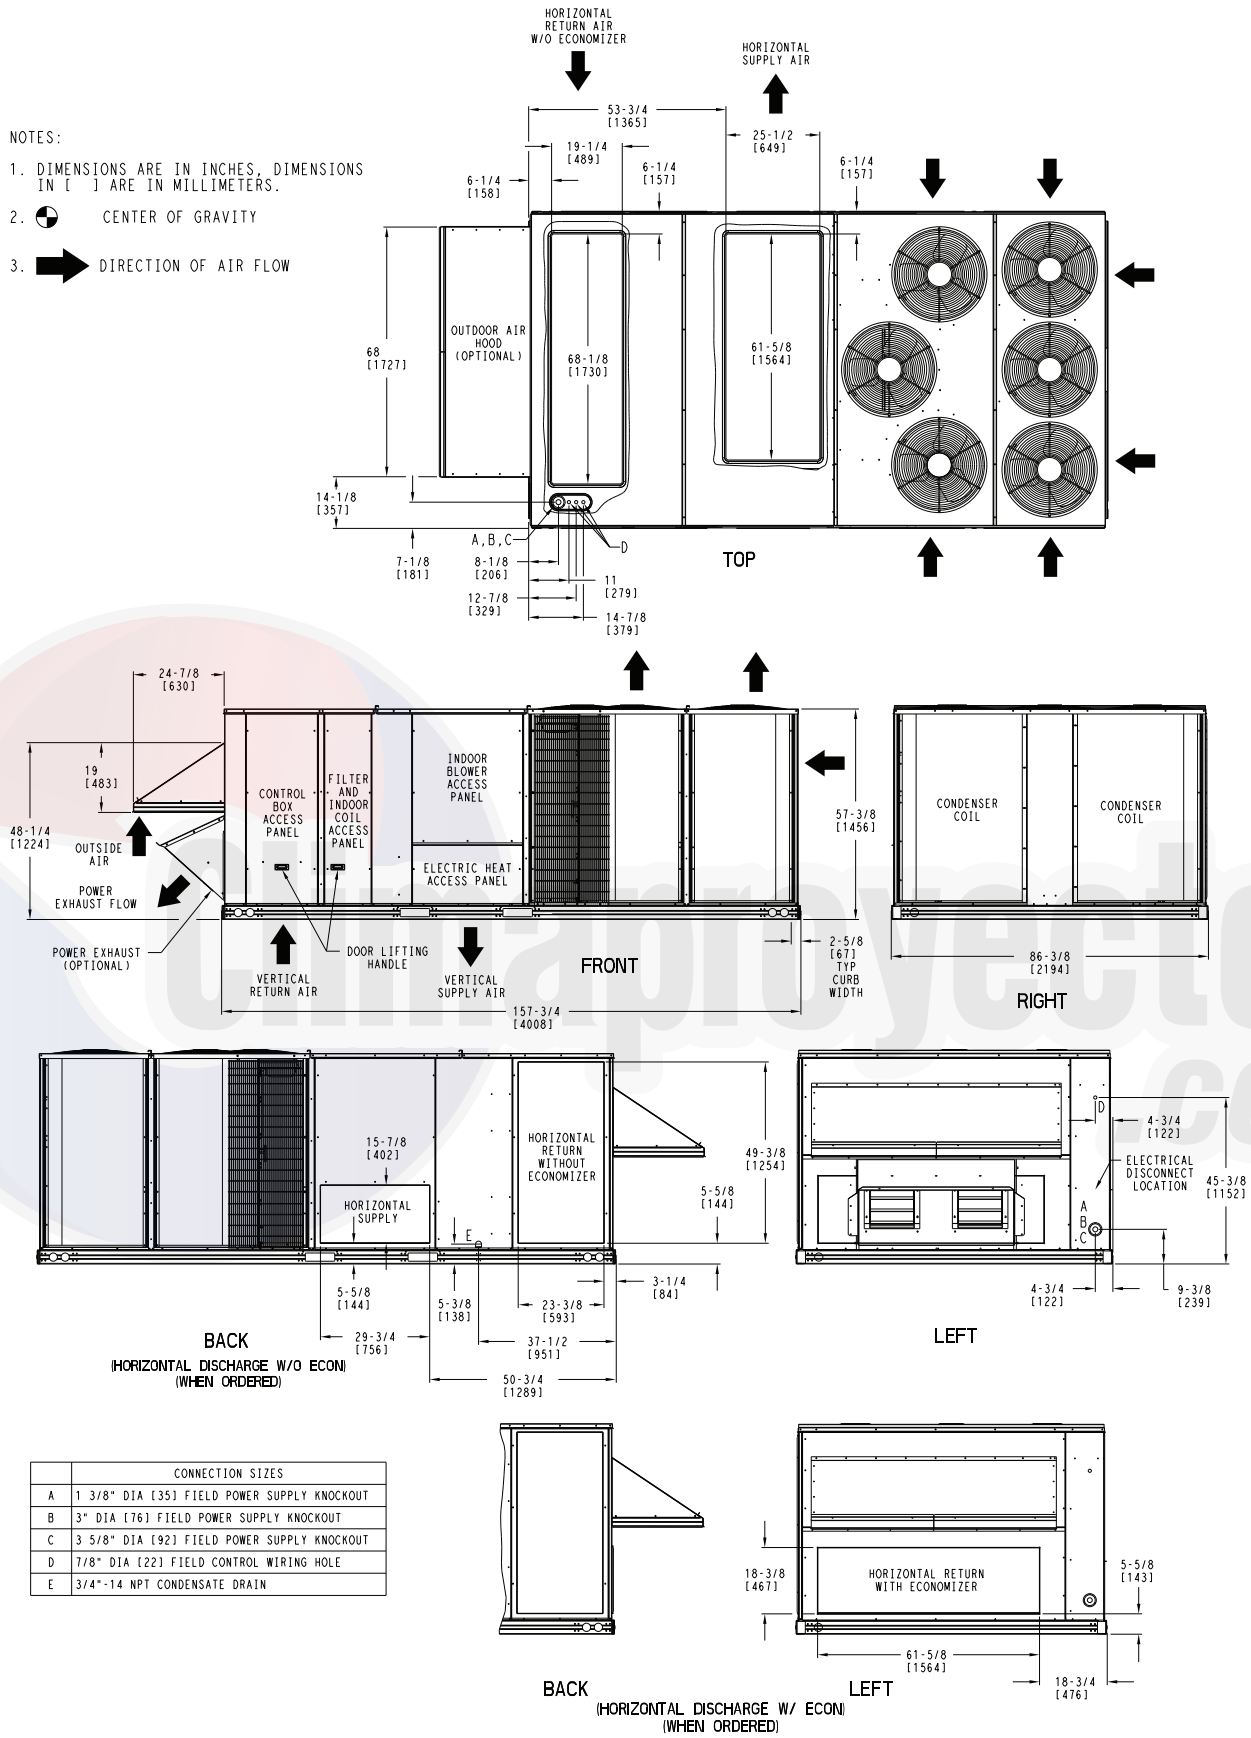 HORIZONTAL
RETURN AIR
W/O ECONOMIZER
HORIZONTAL
SUPPLY AIR
NOTES:
1. DIMENSIONS ARE IN INCHES, DIMENSIONS
IN [ ] ARE IN MILLIMETERS.
2. CENTER OF GRAVITY
3. DIRECTION OF AIR FLOW
53-3/4
[1365]
19-1/4
[489]
25-1/2
[649]
6-1/4
[158]
6-1/4
[157]
6-1/4
[157]
OUTDOOR AIR
HOOD
(OPTIONAL)
68
[1727]
68-1/8
[1730]
61-5/8
[1564]
14-1/8
[357]
7-1/8
[181]
A,B,C
D
8-1/8
[206]
11
[279]
12-7/8
[329]
14-7/8
[379]
TOP
24-7/8
[630]
19
[483]
48-1/4
[1224]
OUTSIDE
AIR
POWER
EXHAUST FLOW
POWER EXHAUST
(OPTIONAL)
CONTROL
BOX
ACCESS
PANEL
FILTER
AND
INDOOR
COIL
ACCESS
PANEL
INDOOR
BLOWER
ACCESS
PANEL
ELECTRIC HEAT
ACCESS PANEL
57-3/8
[1456]
CONDENSER
COIL
CONDENSER
COIL
VERTICAL
RETURN AIR
DOOR LIFTING
HANDLE
VERTICAL
SUPPLY AIR
FRONT
2-5/8
[67]
TYP
CURB
WIDTH
86-3/8
[2194]
RIGHT
157-3/4
[4008]
Climaproyecto
.co
15-7/8
[402]
HORIZONTAL
SUPPLY
HORIZONTAL
RETURN
WITHOUT
ECONOMIZER
E
49-3/8
[1254]
5-5/8
[144]
5-5/8
[144]
5-3/8
[138]
23-3/8
[593]
3-1/4
[84]
29-3/4
[756]
37-1/2
[951]
50-3/4
[1289]
BACK
(HORIZONTAL DISCHARGE W/O ECON)
(WHEN ORDERED)
D
4-3/4
[122]
ELECTRICAL
DISCONNECT
LOCATION
45-3/8
[1152]
A
B
C
4-3/4
[122]
9-3/8
[239]
LEFT
CONNECTION SIZES
A 1 3/8" DIA [35] FIELD POWER SUPPLY KNOCKOUT
B 3" DIA [76] FIELD POWER SUPPLY KNOCKOUT
C 3 5/8" DIA [92] FIELD POWER SUPPLY KNOCKOUT
D 7/8" DIA [22] FIELD CONTROL WIRING HOLE
E 3/4"-14 NPT CONDENSATE DRAIN
18-3/8
[467]
HORIZONTAL RETURN
WITH ECONOMIZER
5-5/8
[143]
61-5/8
[1564]
18-3/4
[476]
BACK
LEFT
(HORIZONTAL DISCHARGE W/ ECON)
(WHEN ORDERED)